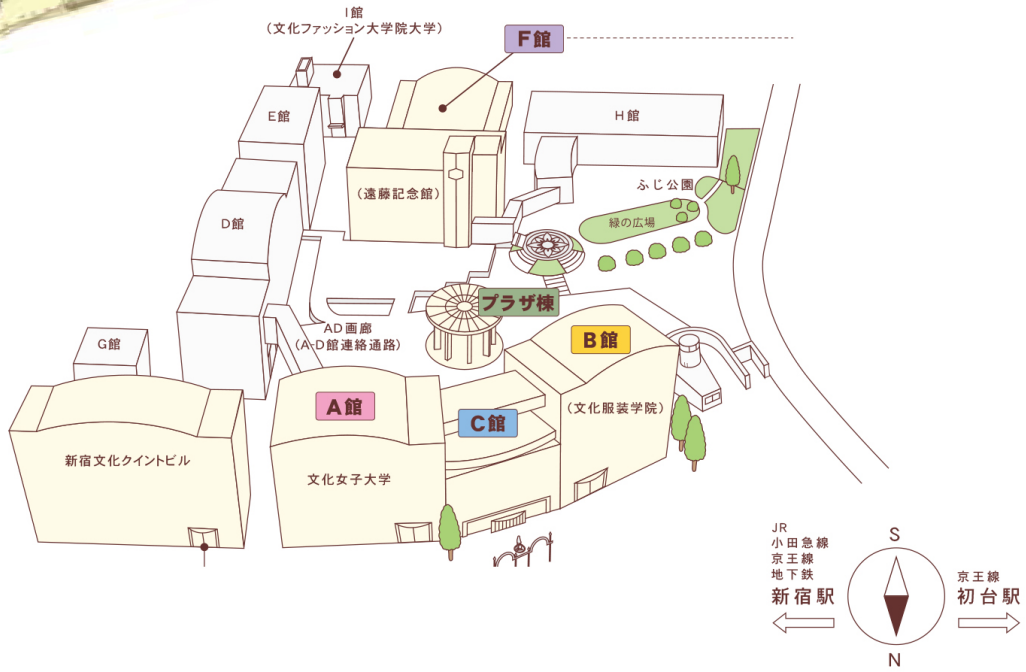 I館
(文化ファッション大学院大学)
F館
E館
H館
(遠藤記念館)
ふじ公園
緑の広場
D館
プラザ棟
AD画廊
(A-D館連絡通路)
G館
B館
A館
C館
(文化服装学院)
新宿文化クイントビル
文化女子大学
JR
小田急線
京王線
地下鉄
新宿駅
S
N
京王線
初台駅